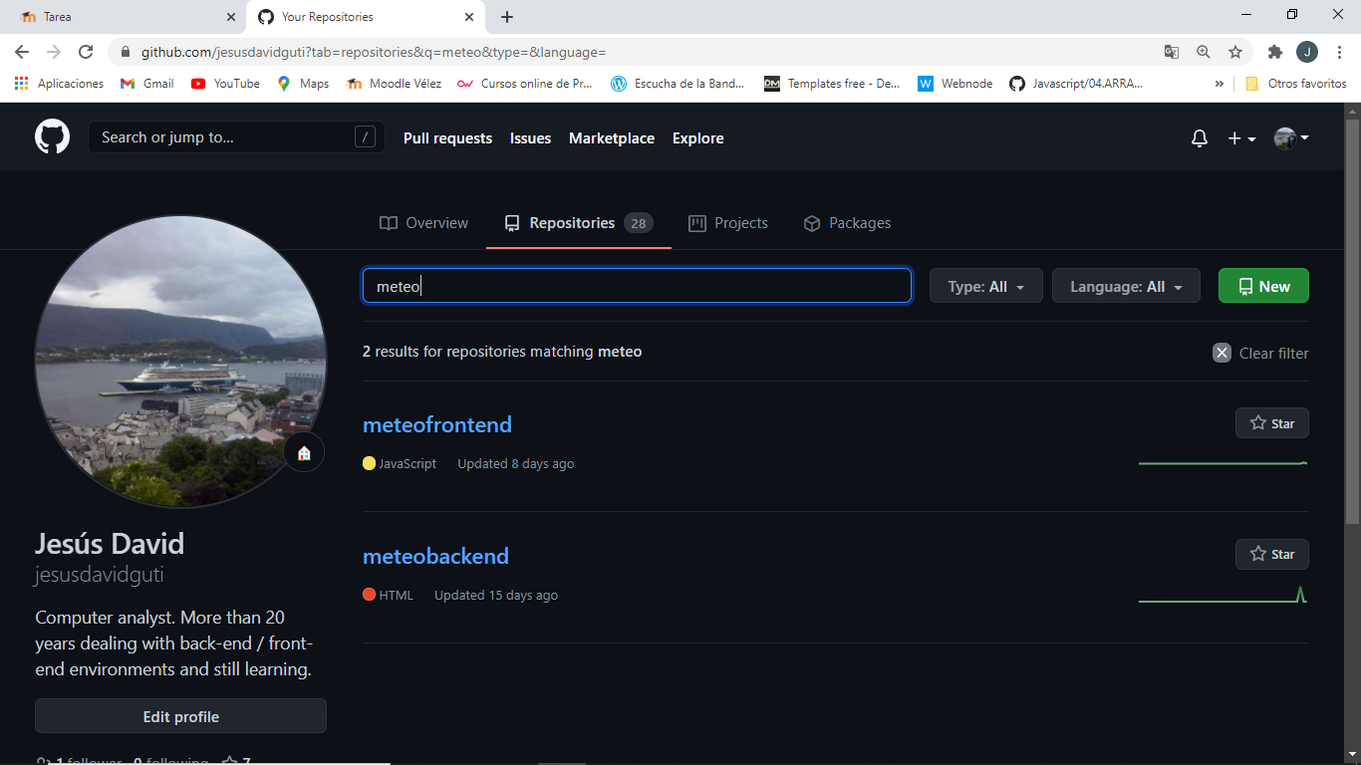 Tarea
Your Repositories
github.com/jesusdavidguti?tab=repositories&q=meteo&type=&language=
J
Aplicaciones
Gmail
YouTube
Maps
Moodle Vélez
Cursos online de Pr...
Escucha de la Band...
Templates free - De...
Webnode
Javascript/04.ARRA...
»
Otros favoritos
Search or jump to...
/
Pull requests
Issues
Marketplace
Explore
Overview
Repositories 28
Projects
Packages
meteo
Type: All
Language: All
New
2 results for repositories matching meteo
Clear filter
meteofrontend
Star
JavaScript
Updated 8 days ago
meteobackend
Star
HTML
Updated 15 days ago
Jesús David
jesusdavidguti
Computer analyst. More than 20
years dealing with back-end / front-
end environments and still learning.
Edit profile
1 follower · 0 following · 7